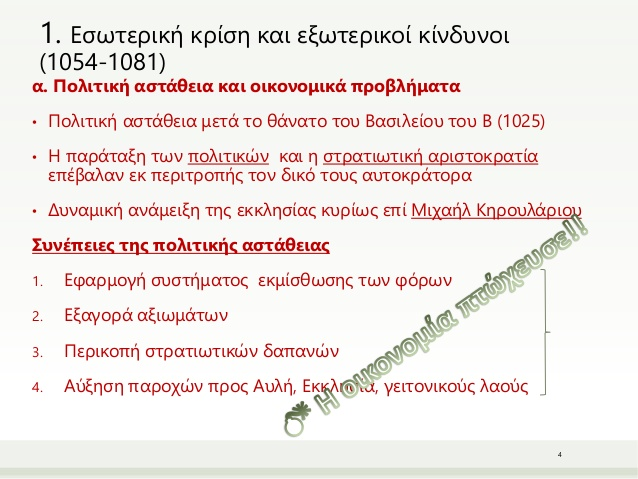 1. Εσωτερική κρίση και εξωτερικοί κίνδυνοι
(1054-1081)
α. Πολιτική αστάθεια και οικονομικά προβλήματα
• Πολιτική αστάθεια μετά το θάνατο του Βασιλείου του Β (1025)
• Η παράταξη των πολιτικών και η στρατιωτική αριστοκρατία
επέβαλαν εκ περιτροπής τον δικό τους αυτοκράτορα
• Δυναμική ανάμειξη της εκκλησίας κυρίως επί Μιχαήλ Κηρουλάριου
Συνέπειες της πολιτικής αστάθειας
1. Εφαρμογή συστήματος εκμίσθωσης των φόρων
2. Εξαγορά αξιωμάτων
3. Περικοπή στρατιωτικών δαπανών
4. Αύξηση παροχών προς Αυλή, Εκκλησία, γειτονικούς λαούς
Η οικονομία πτώχευσε!!
4